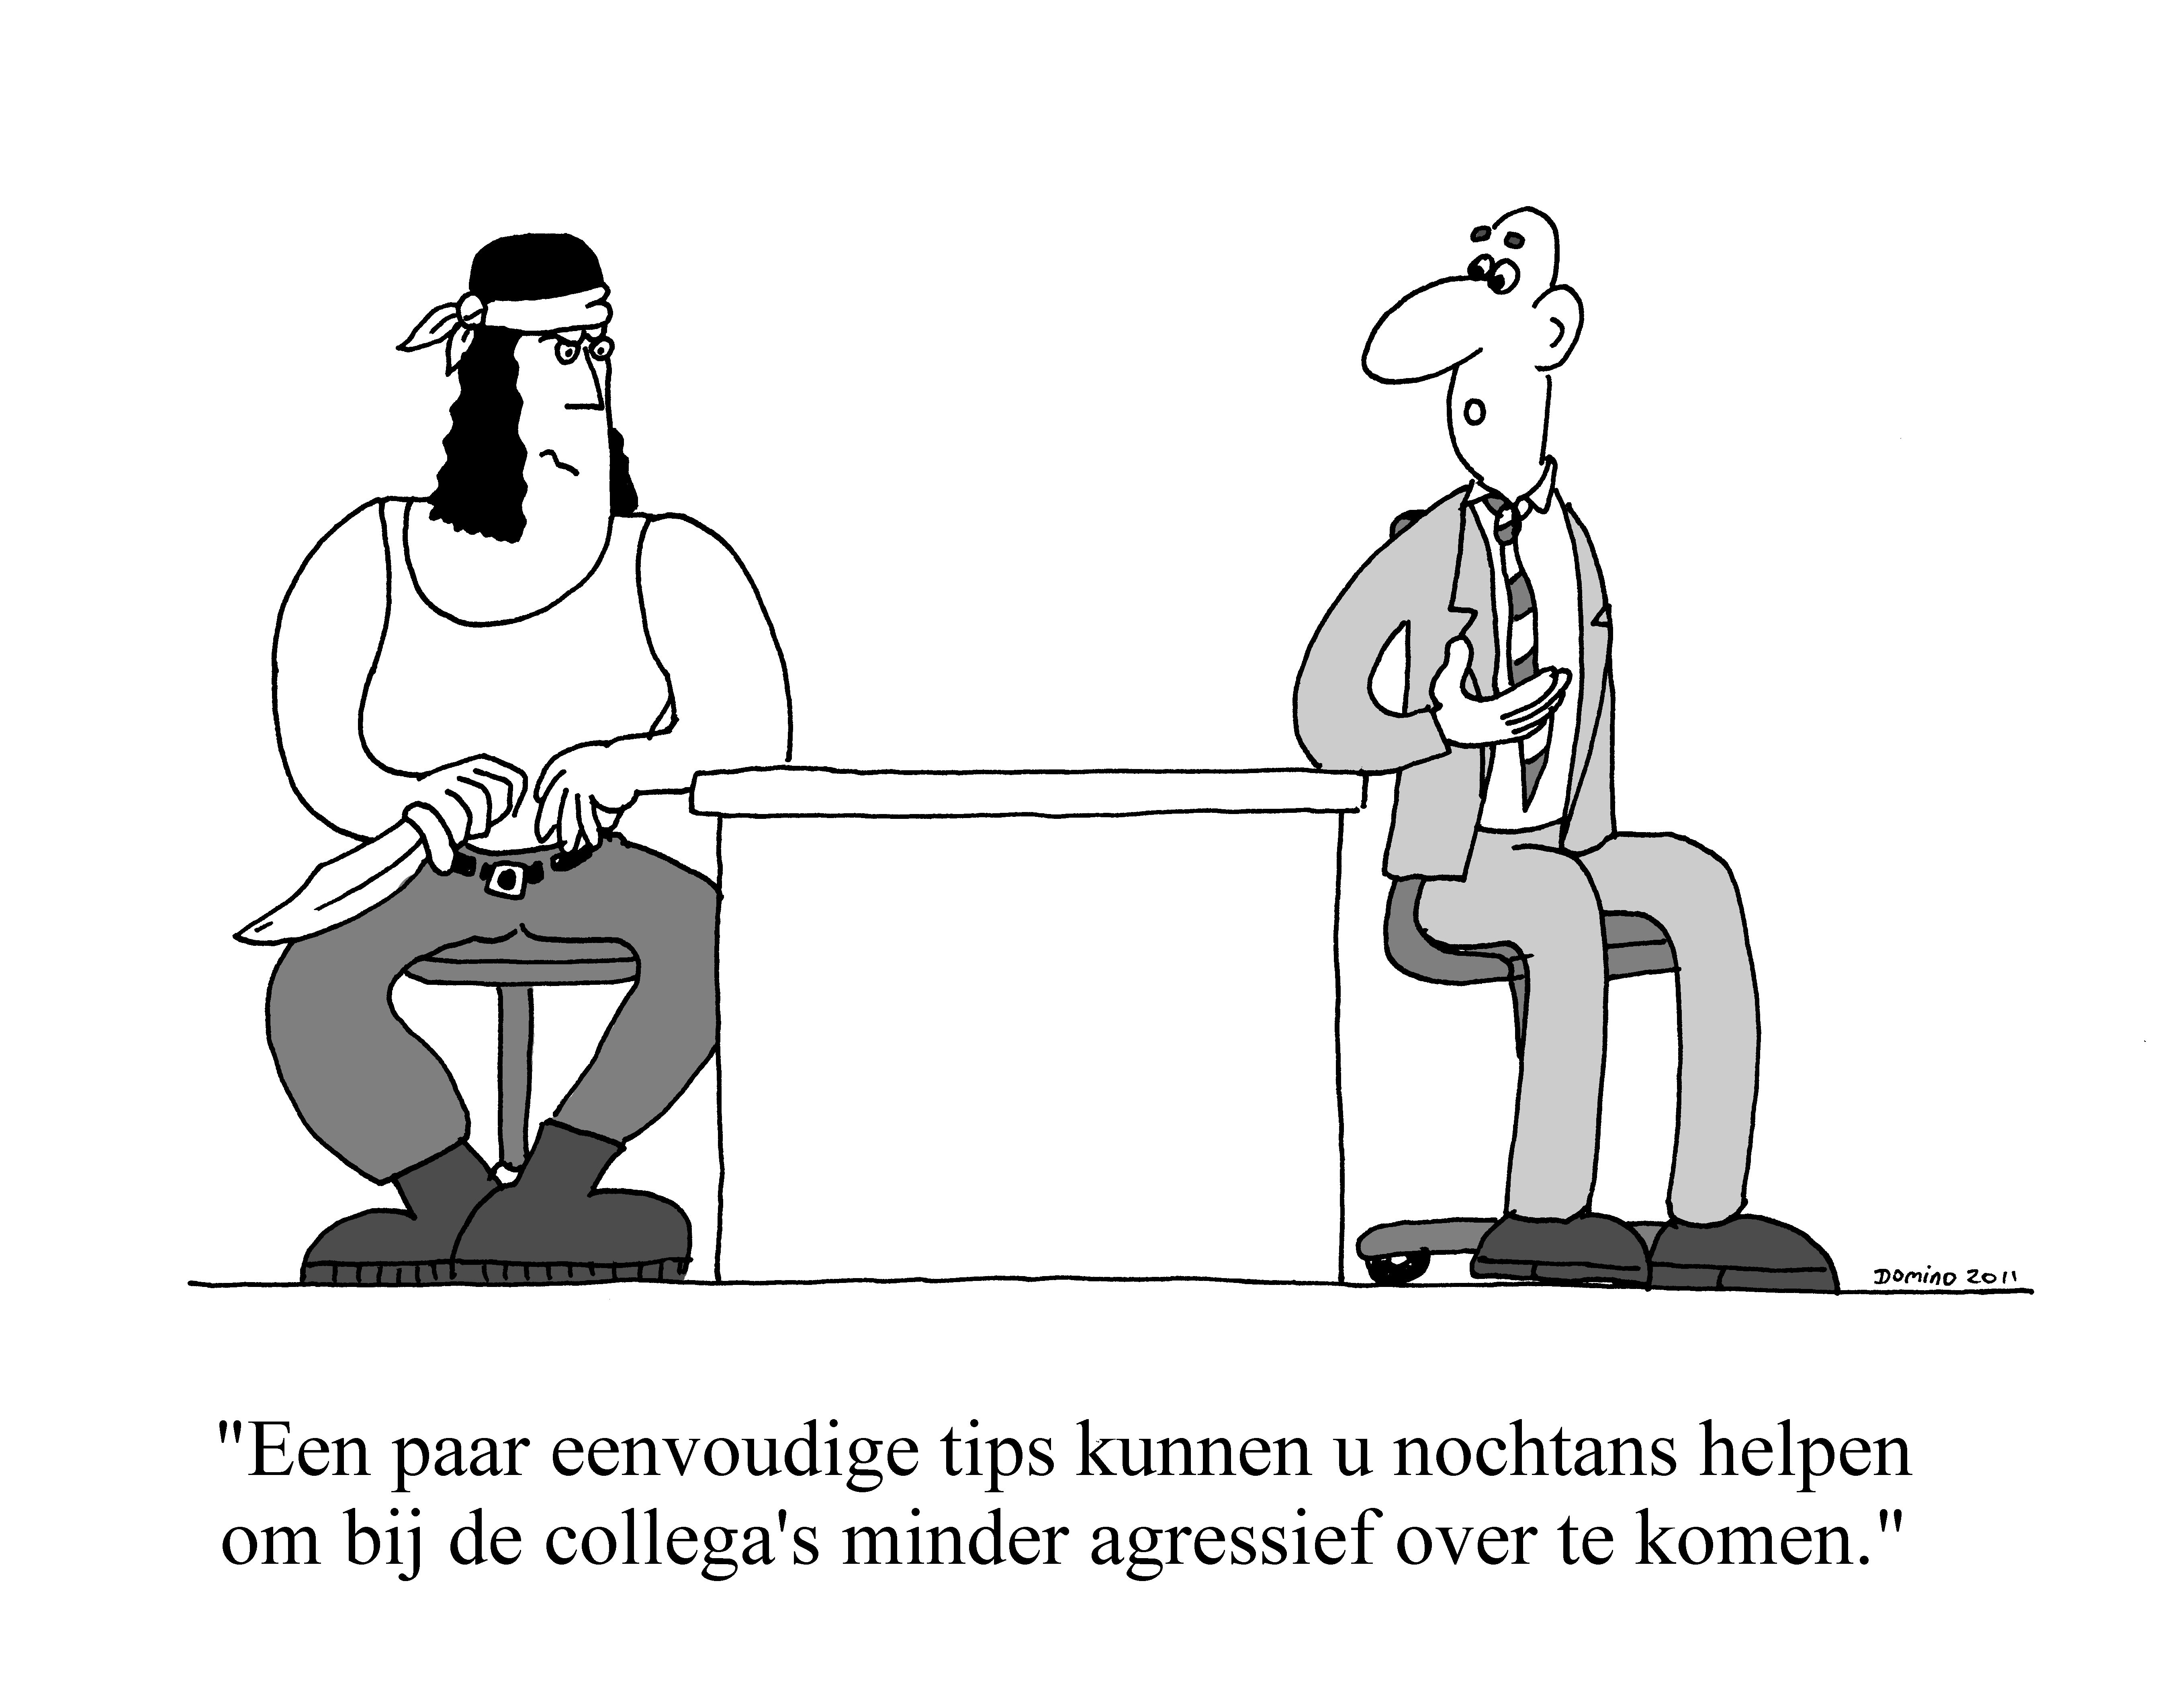 Domino 2011
"Een paar eenvoudige tips kunnen u nochtans helpen
om bij de collega's minder agressief over te komen."